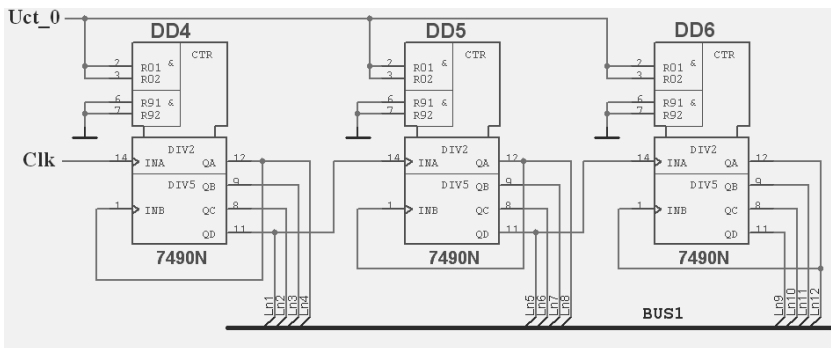 Uct_0
DD4 DD5 DD6
CTR CTR CTR
2 R01 & 2 R01 & 2 R01 &
3 R02 3 R02 3 R02
6 R91 & 6 R91 & 6 R91 &
7 R92 7 R92 7 R92
DIV2 DIV2 DIV2
Clk 14 INA QA 12 14 INA QA 12 14 INA QA 12
DIV5 QB 9 DIV5 QB 9 DIV5 QB 9
1 INB QC 8 1 INB QC 8 1 INB QC 8
QD 11 QD 11 QD 11
7490N 7490N 7490N
Ln1 Ln2 Ln3 Ln4 Ln5 Ln6 Ln7 Ln8 Ln9 Ln10 Ln11 Ln12
BUS1